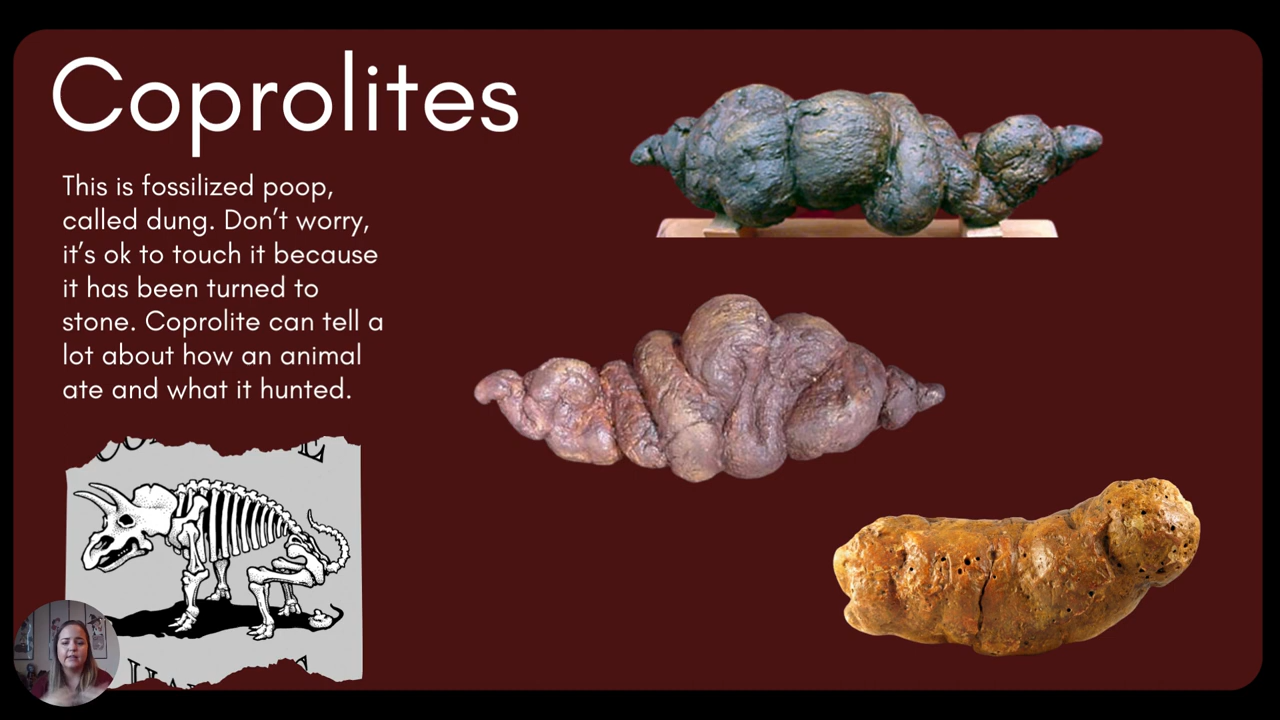 Coprolites
This is fossilized poop,
called dung. Don't worry,
it's ok to touch it because
it has been turned to
stone. Coprolite can tell a
lot about how an animal
ate and what it hunted.